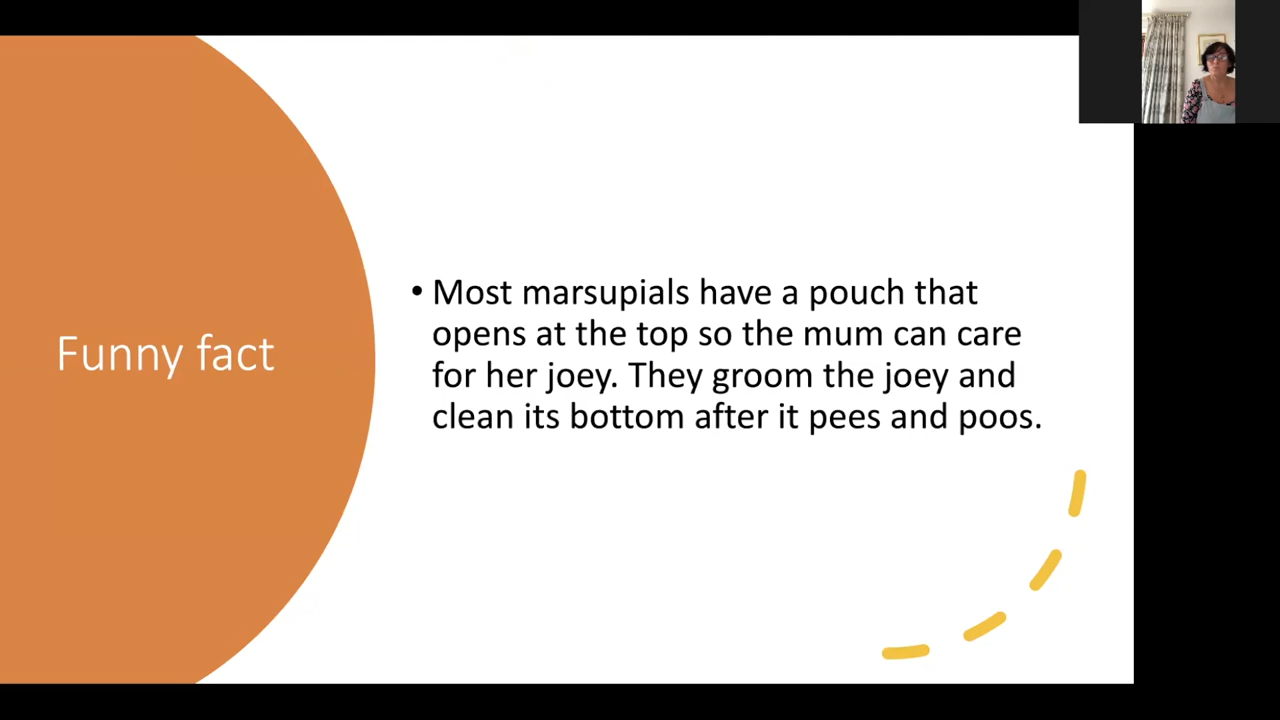 Funny fact
• Most marsupials have a pouch that
opens at the top so the mum can care
for her joey. They groom the joey and
clean its bottom after it pees and poos.